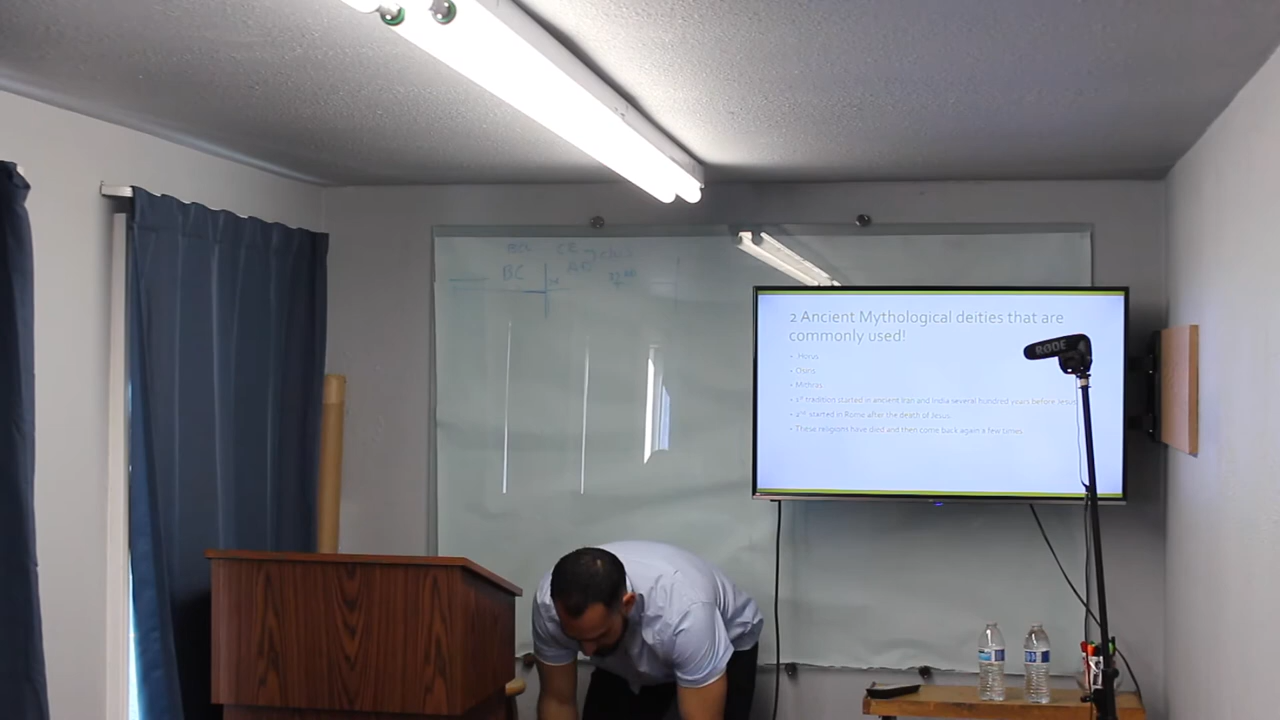 BC
CE
BC
AD
2 Ancient Mythological deities that are
commonly used!
• Horus
• Osiris
• Mithras
• 1st tradition started in ancient Iran and India several hundred years before Jesus
• 2nd started in Rome after the death of Jesus.
• These religions have died and then come back again a few times.
RODE